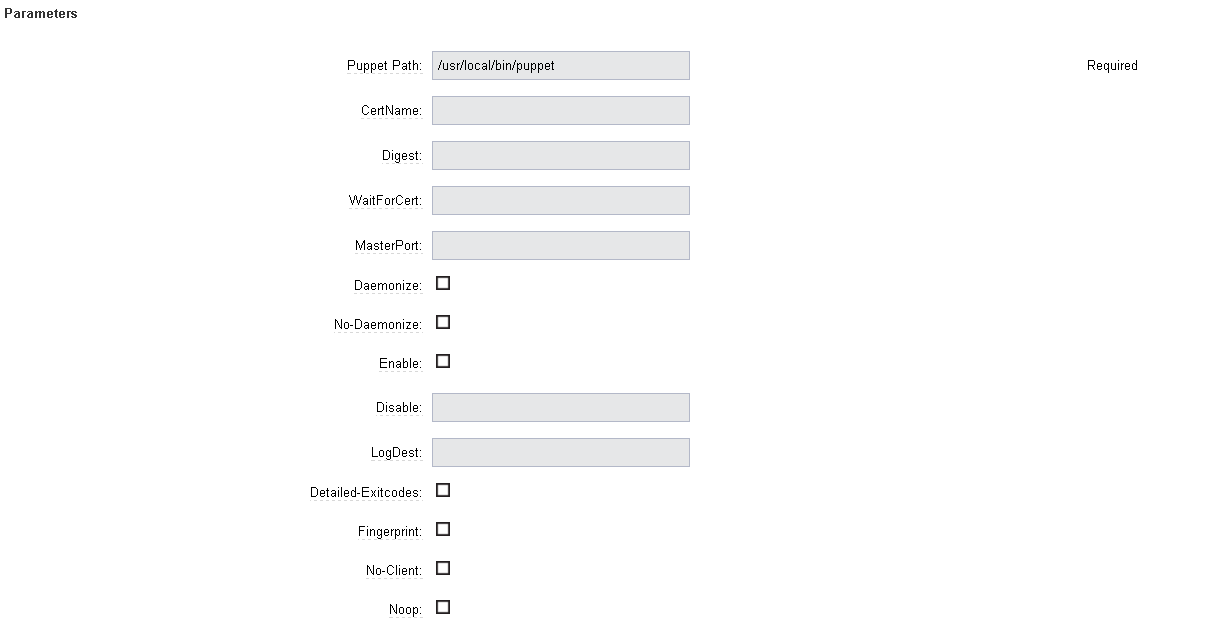 Parameters
Puppet Path: /usr/local/bin/puppet Required
CertName:
Digest:
WaitForCert:
MasterPort:
Daemonize:
No-Daemonize:
Enable:
Disable:
LogDest:
Detailed-Exitcodes:
Fingerprint:
No-Client:
Noop: